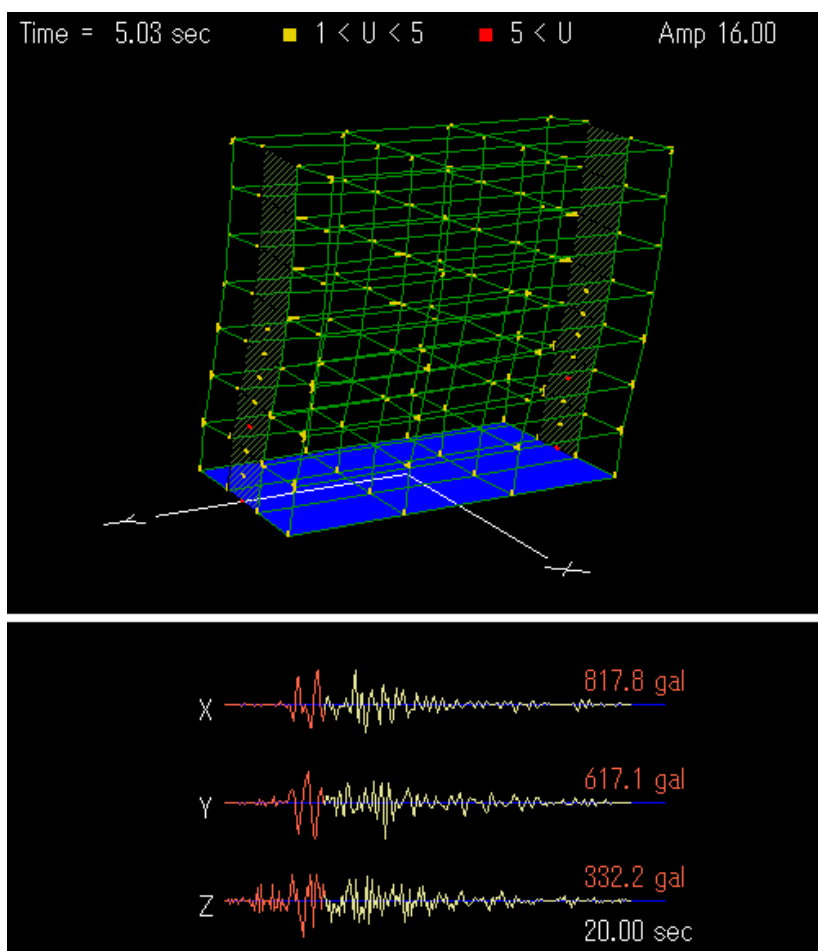 Time = 5.03 sec 1 < U < 5 5 < U Amp 16.00
Y
X
817.8 gal
X
617.1 gal
Y
332.2 gal
Z
20.00 sec